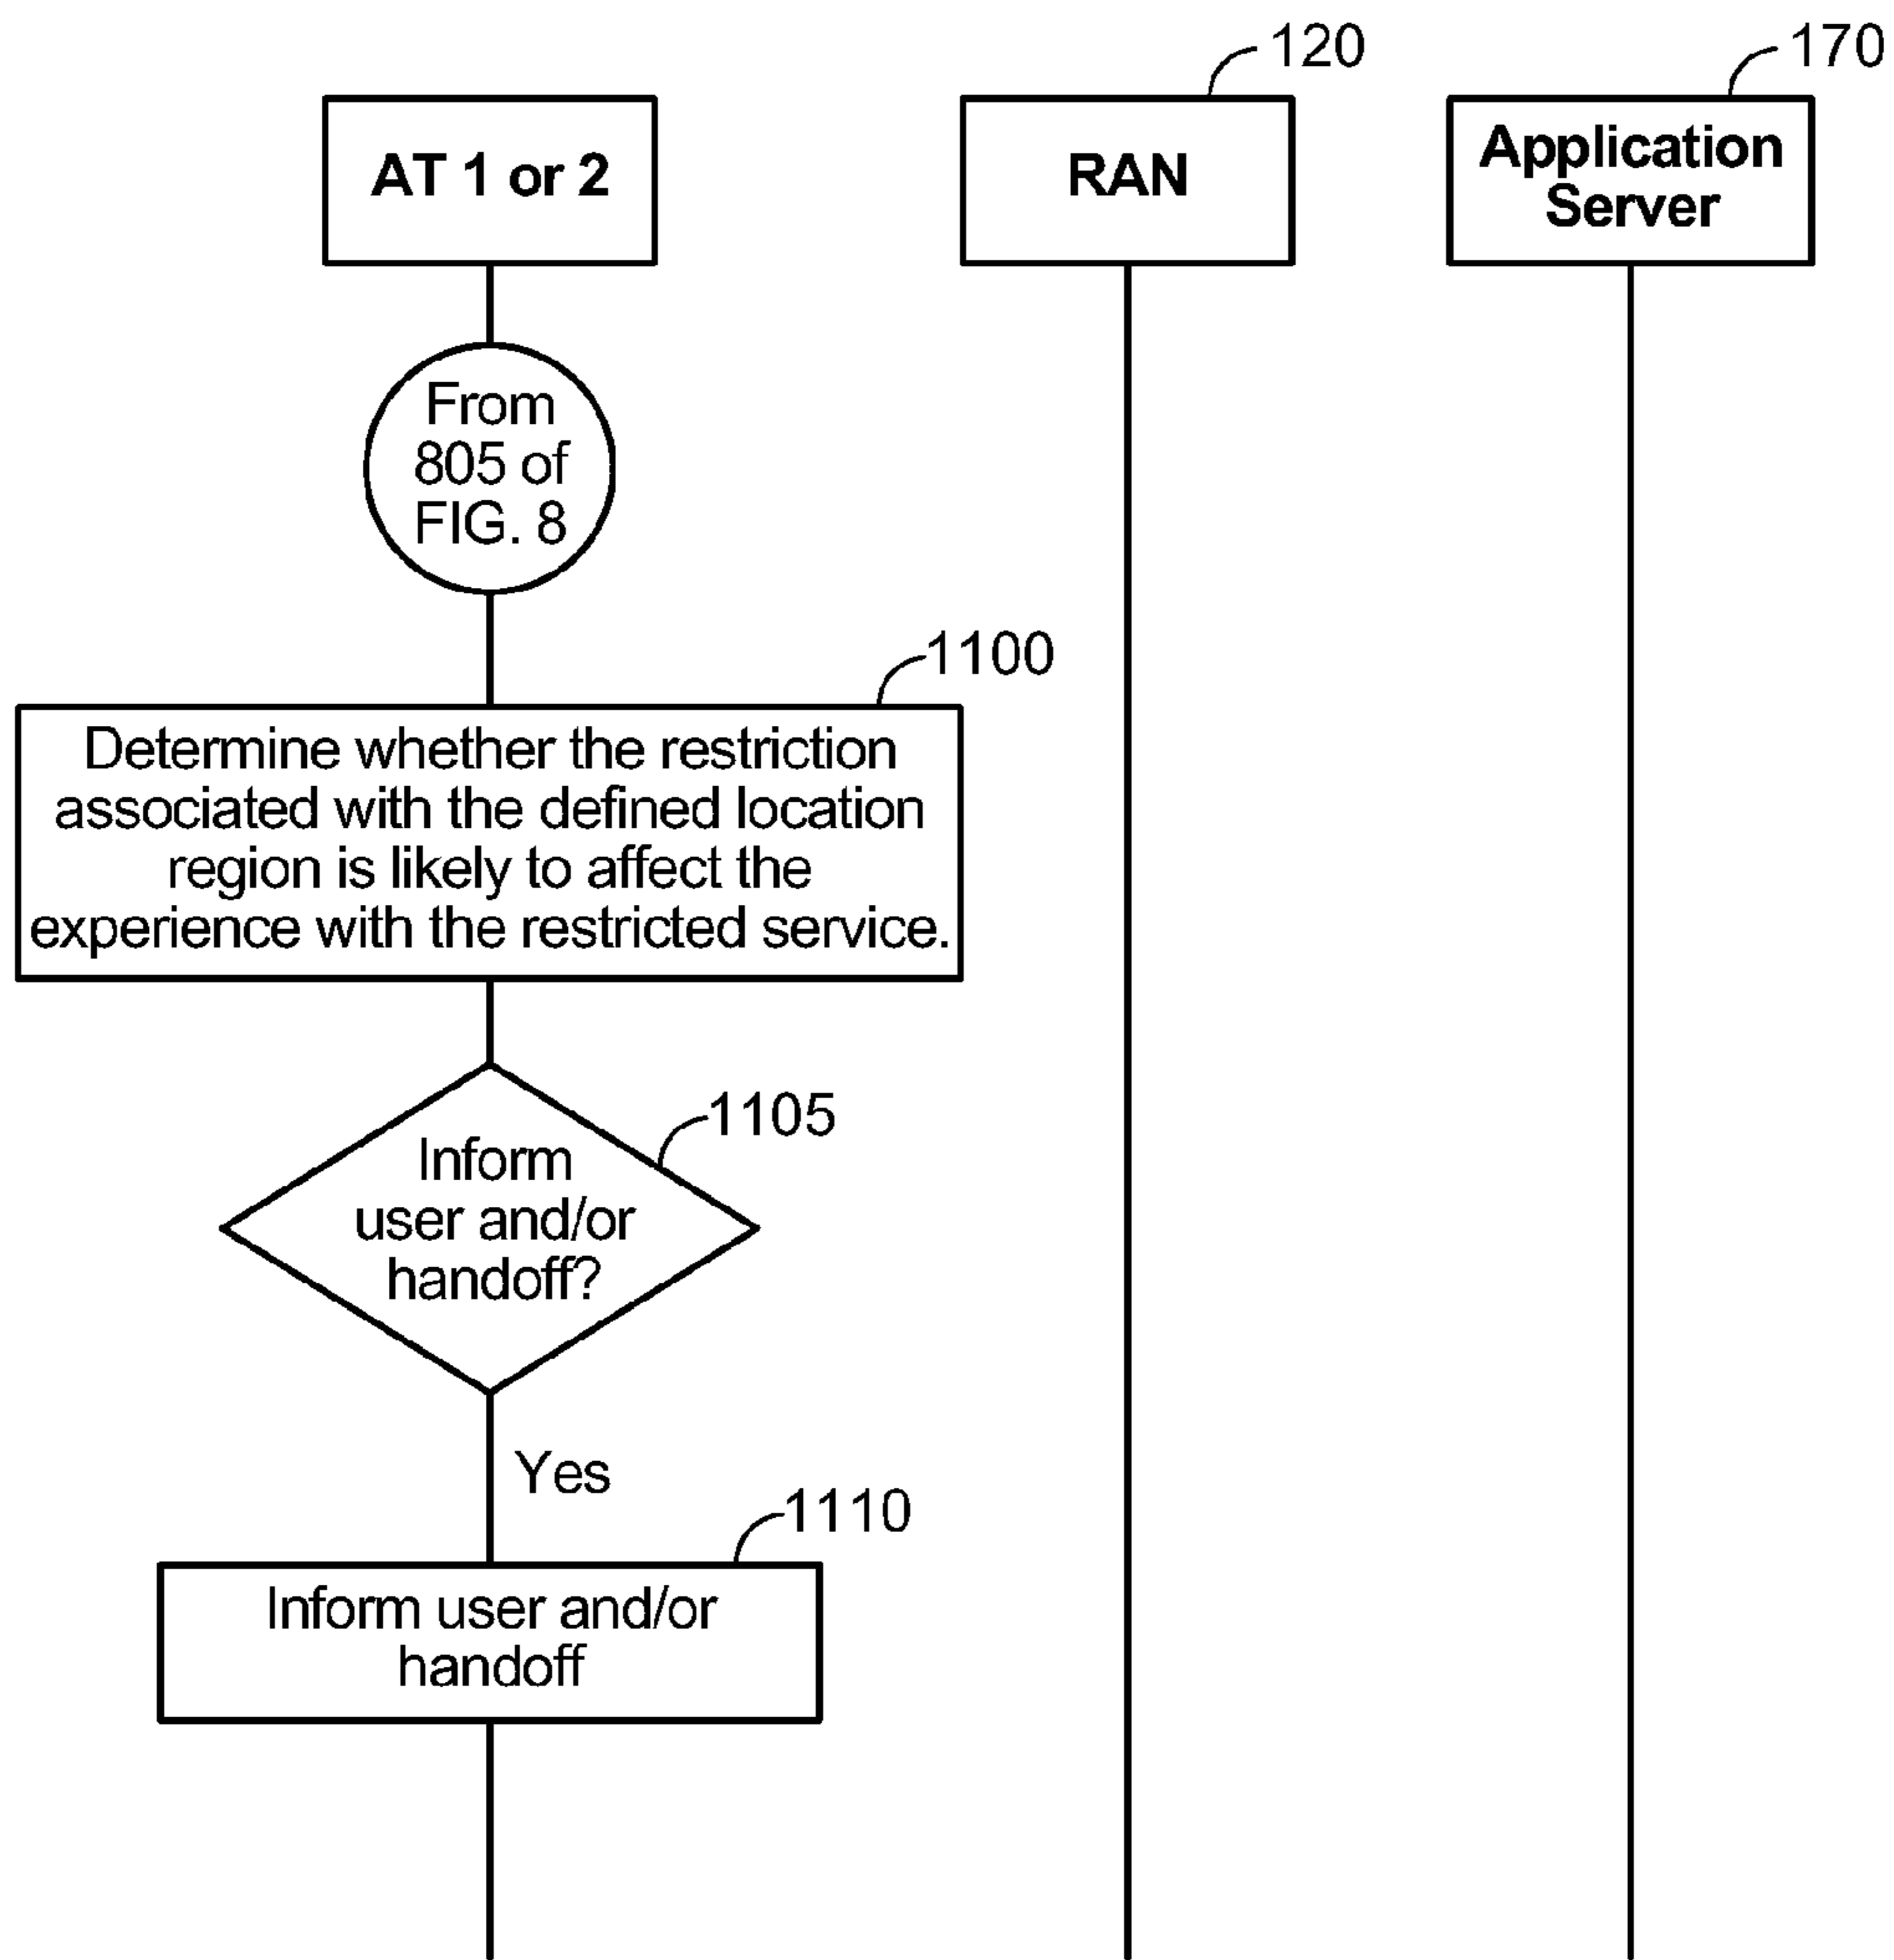 120
170
AT 1 or 2
RAN
Application
Server
From
805 of
FIG. 8
1100
Determine whether the restriction
associated with the defined location
region is likely to affect the
experience with the restricted service.
1105
Inform
user and/or
handoff?
Yes
1110
Inform user and/or
handoff